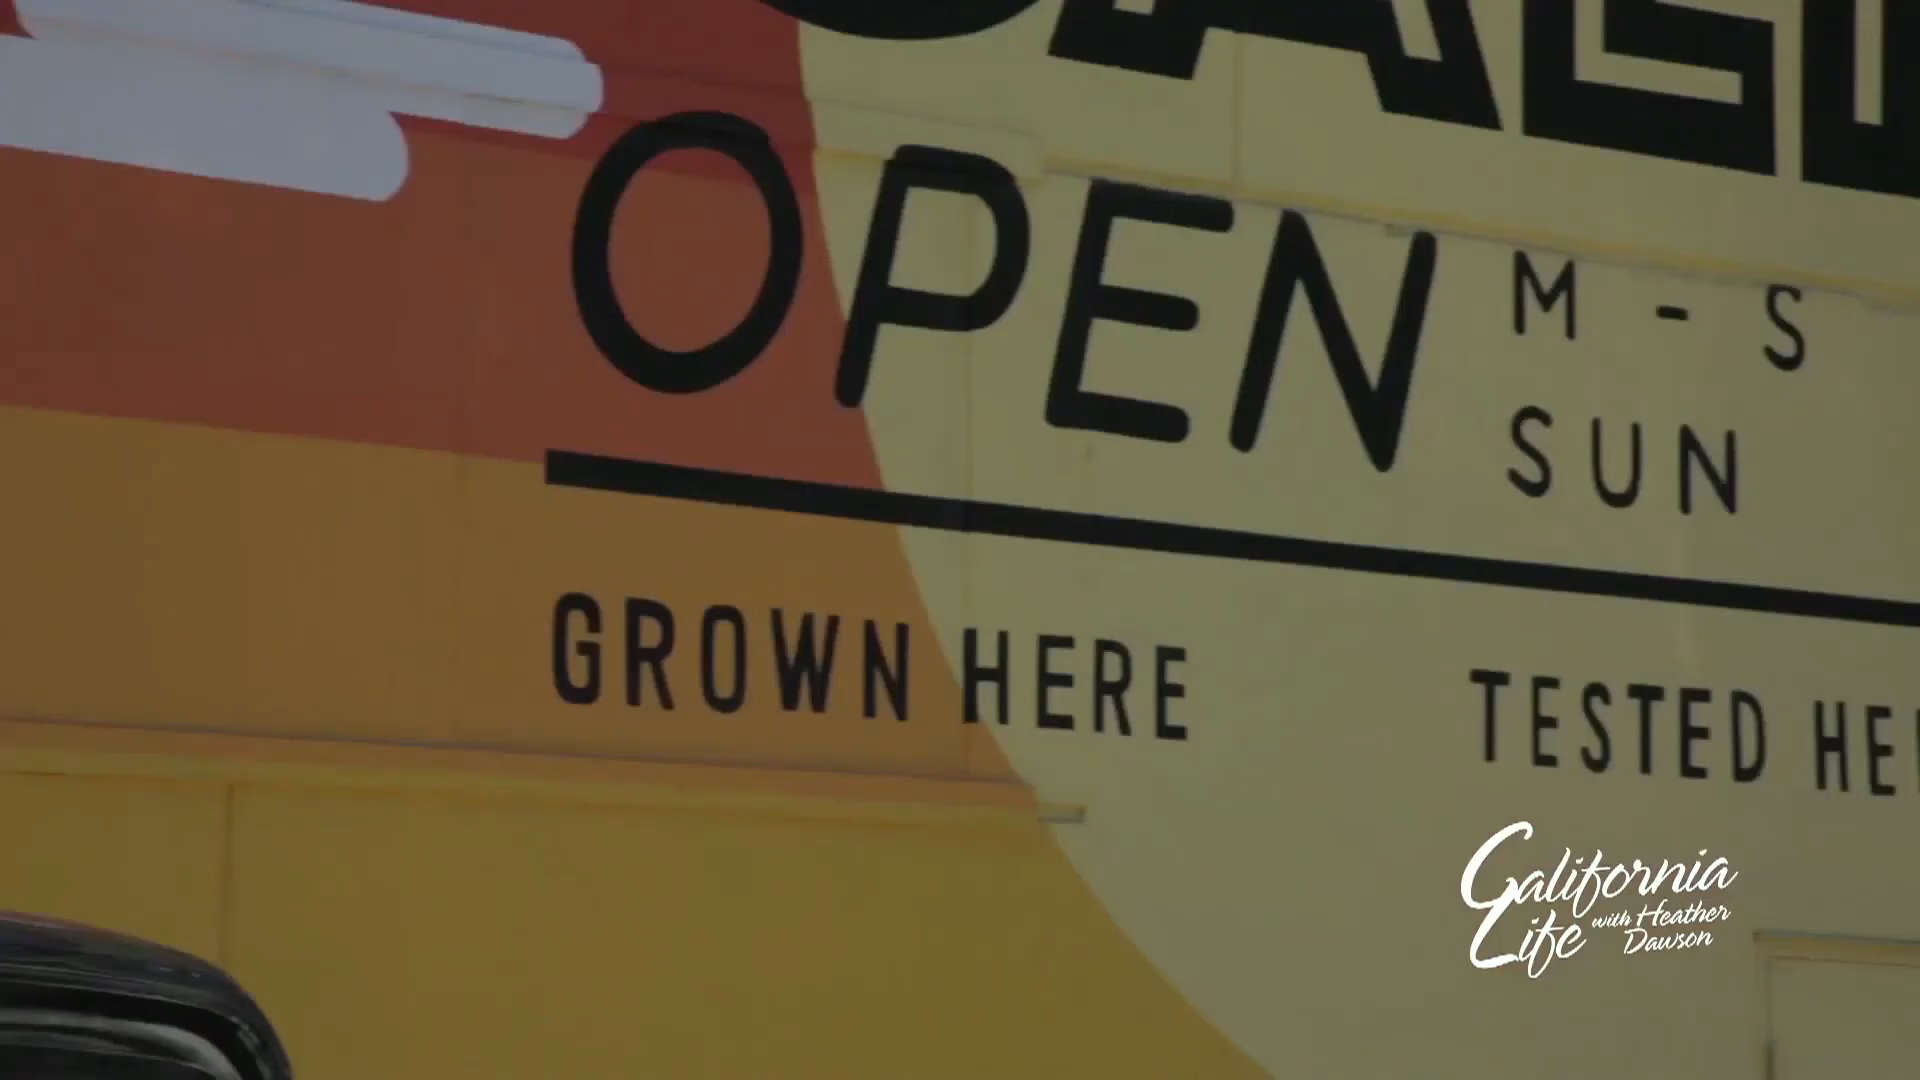 OPEN M - S
SUN
GROWN HERE TESTED
California
Life with Heather
Dawson